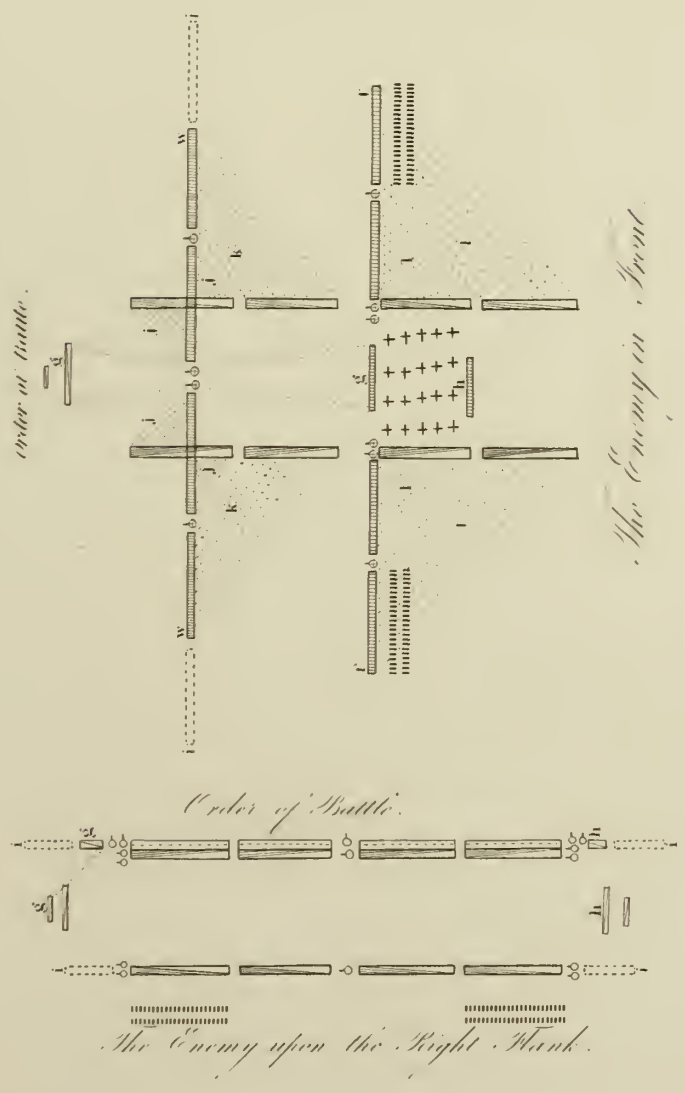 order of Battle.
The Enemy in Front
Order of Battle.
The Enemy upon the Right Flank.
i
w
k
j
i
g
j
j
k
w
i
l
l
g
h
l
l
i
g
h
i
g
h
i
i